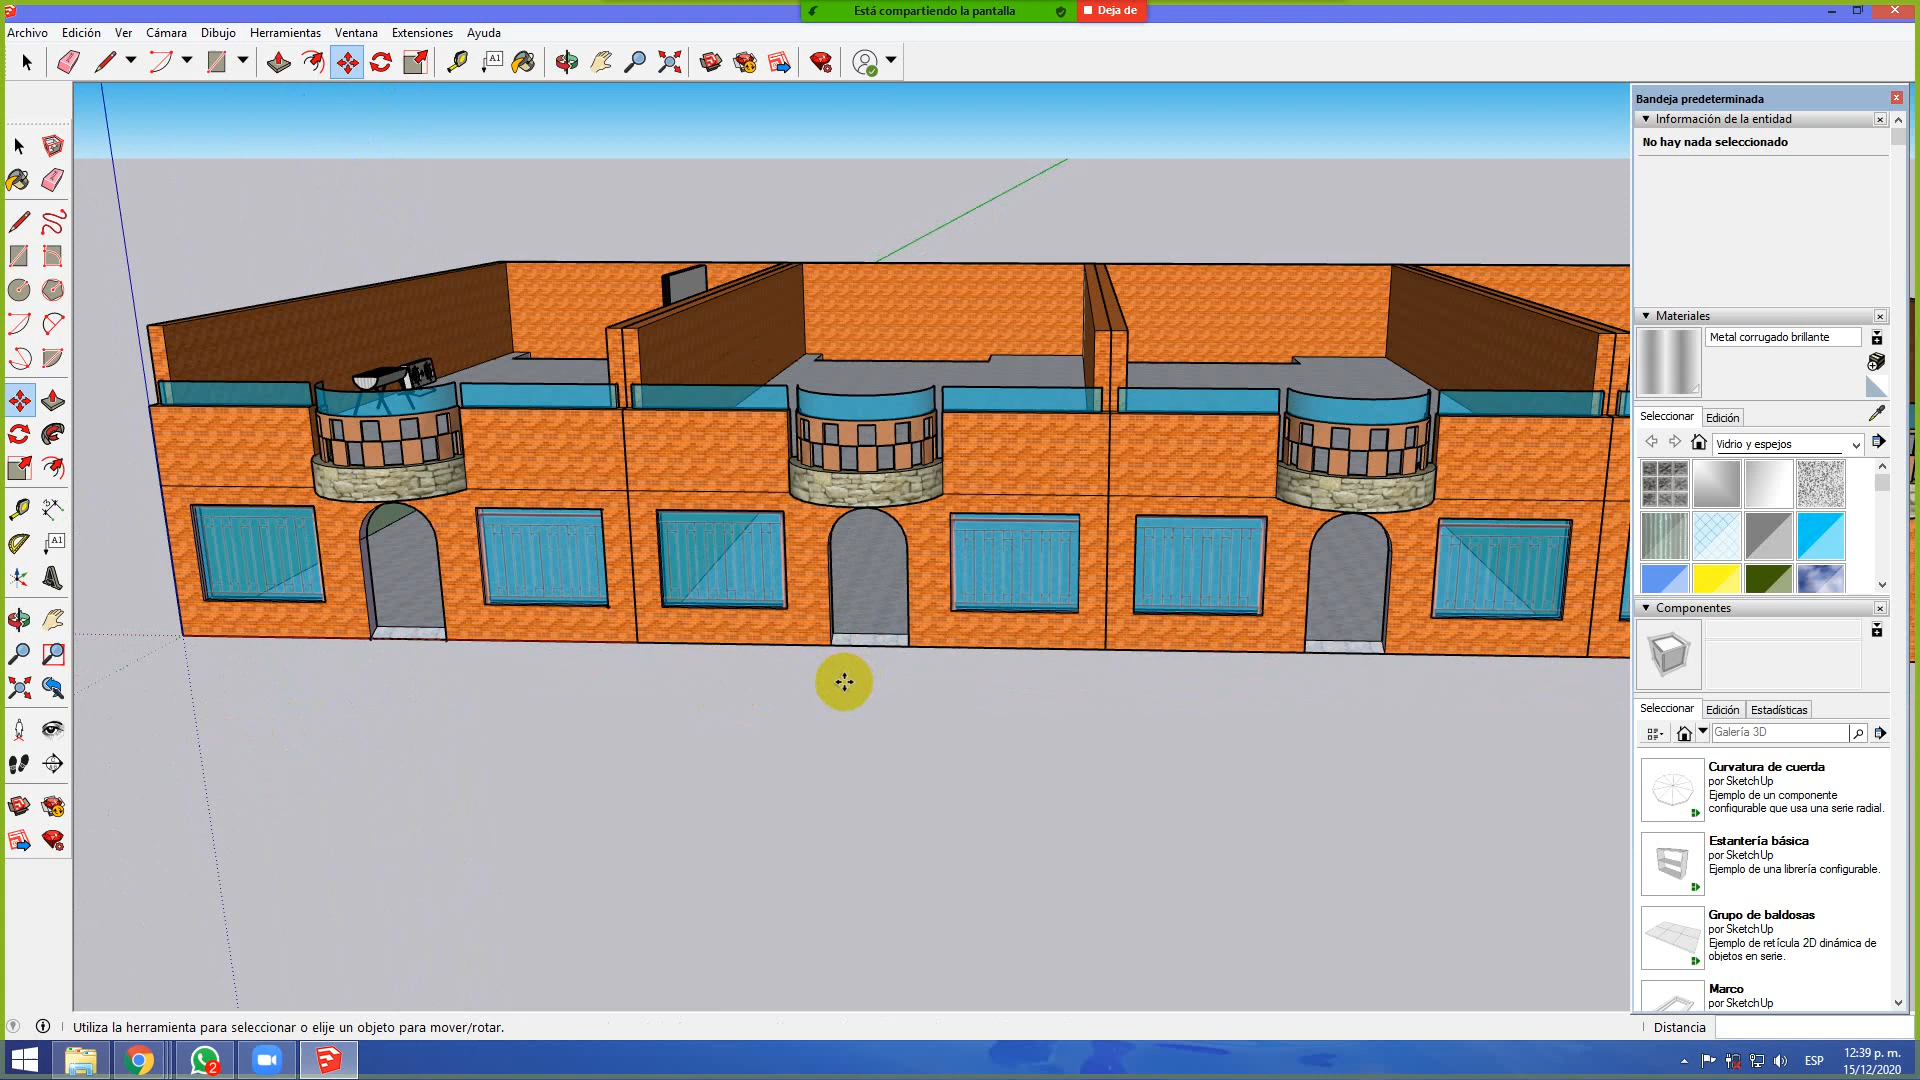 Está compartiendo la pantalla
Deja de
Archivo Edición Ver Cámara Dibujo Herramientas Ventana Extensiones Ayuda
A1
Bandeja predeterminada
Información de la entidad
No hay nada seleccionado
Materiales
Metal corrugado brillante
Seleccionar Edición
Vidrio y espejos
A1
Componentes
Seleccionar Edición Estadísticas
Galería 3D
Curvatura de cuerda
por SketchUp
Ejemplo de un componente
configurable que usa una serie radial.
Estantería básica
por SketchUp
Ejemplo de una librería configurable.
Grupo de baldosas
por SketchUp
Ejemplo de retícula 2D dinámica de
objetos en serie.
Marco
por SketchUp
Utiliza la herramienta para seleccionar o elije un objeto para mover/rotar.
Distancia
2
ESP
12:39 p. m.
15/12/2020